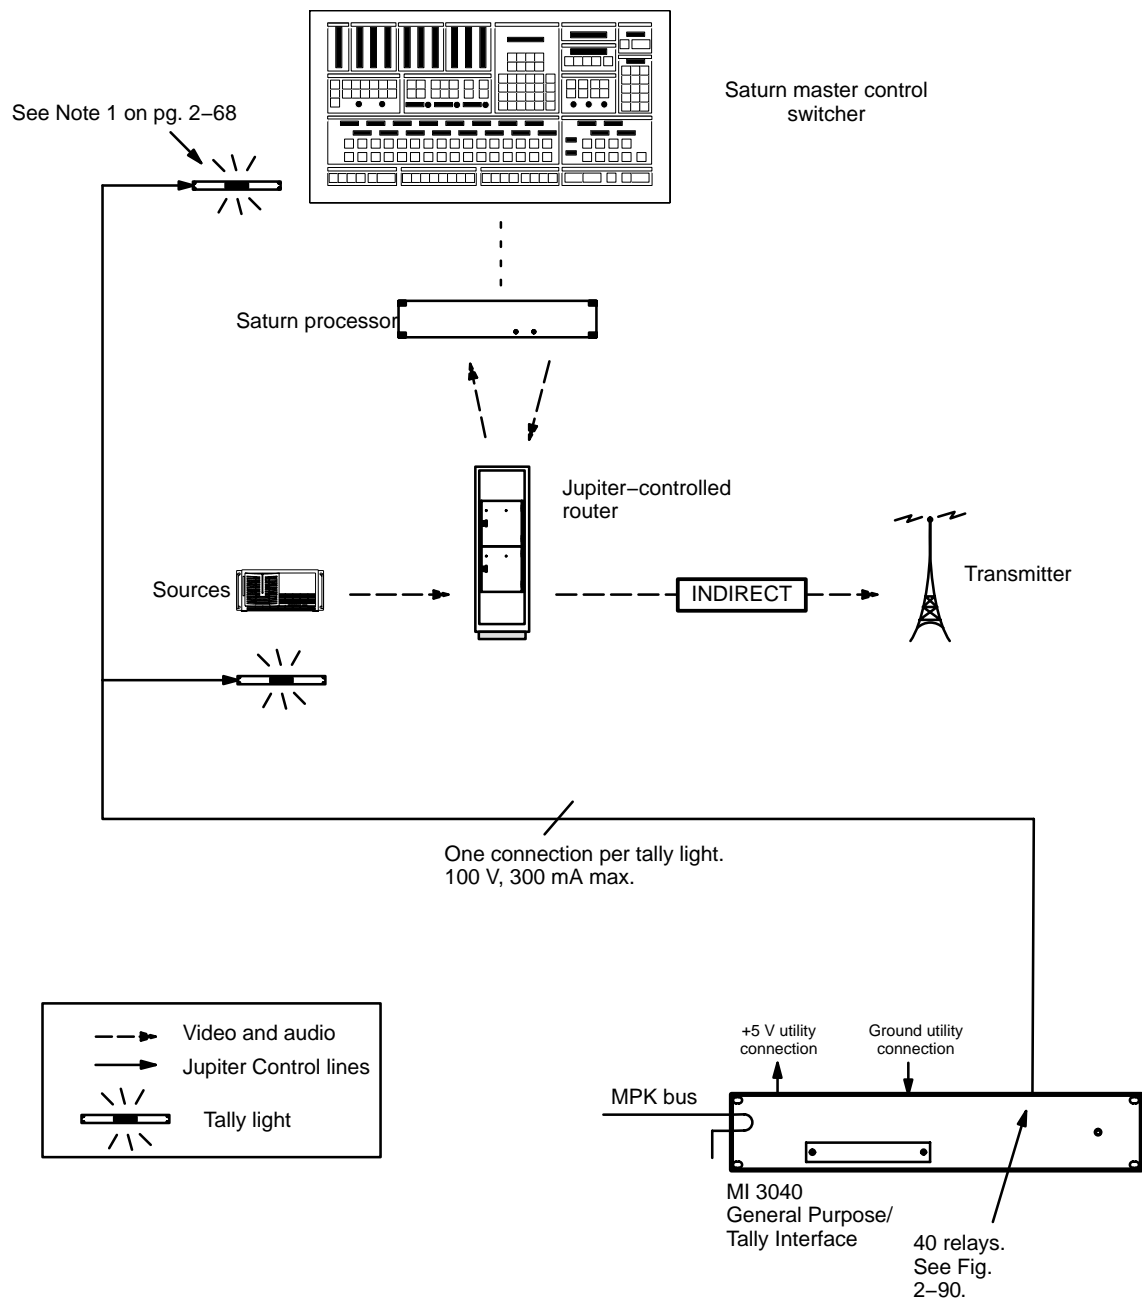 Saturn master control
switcher
See Note 1 on pg. 2–68
Saturn processor
Jupiter–controlled
router
Sources
INDIRECT
Transmitter
One connection per tally light.
100 V, 300 mA max.
Video and audio
Jupiter Control lines
Tally light
+5 V utility
connection
Ground utility
connection
MPK bus
MI 3040
General Purpose/
Tally Interface
40 relays.
See Fig.
2–90.